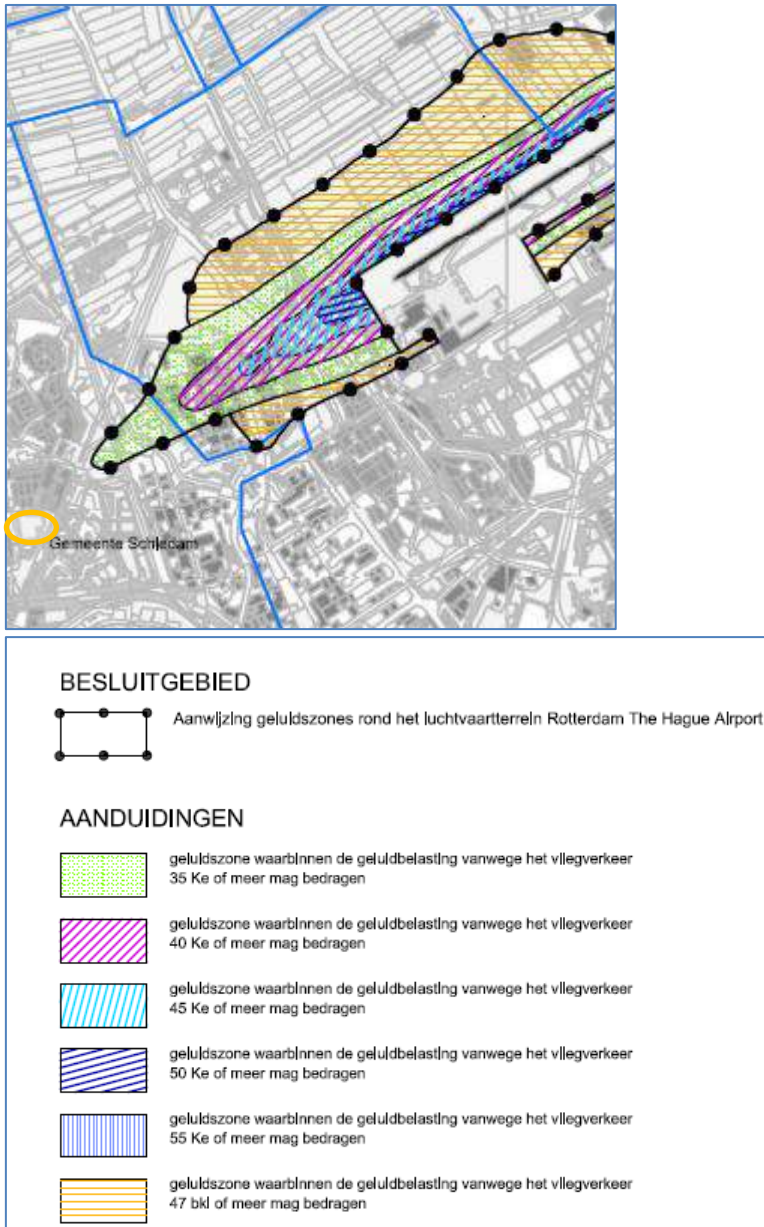 Gemeente Schiedam
BESLUITGEBIED
Aanwijzing geluidszones rond het luchtvaartterrein Rotterdam The Hague Airport
AANDUIDINGEN
geluidszone waarbinnen de geluidbelasting vanwege het vliegverkeer
35 Ke of meer mag bedragen
geluidszone waarbinnen de geluidbelasting vanwege het vliegverkeer
40 Ke of meer mag bedragen
geluidszone waarbinnen de geluidbelasting vanwege het vliegverkeer
45 Ke of meer mag bedragen
geluidszone waarbinnen de geluidbelasting vanwege het vliegverkeer
50 Ke of meer mag bedragen
geluidszone waarbinnen de geluidbelasting vanwege het vliegverkeer
55 Ke of meer mag bedragen
geluidszone waarbinnen de geluidbelasting vanwege het vliegverkeer
47 bkl of meer mag bedragen